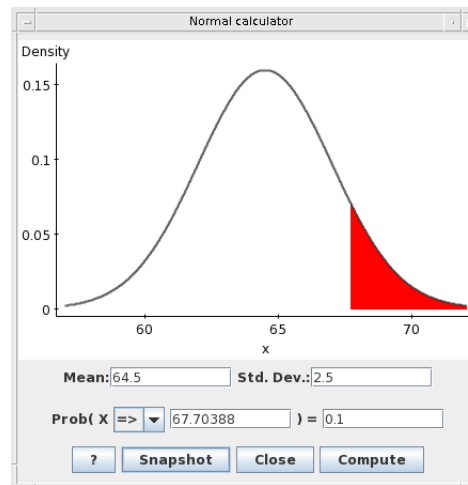 Normal calculator
Density
0.15
0.1
0.05
0
60 65 70
x
Mean: 64.5 Std. Dev.: 2.5
Prob( X => 67.70388 ) = 0.1
? Snapshot Close Compute